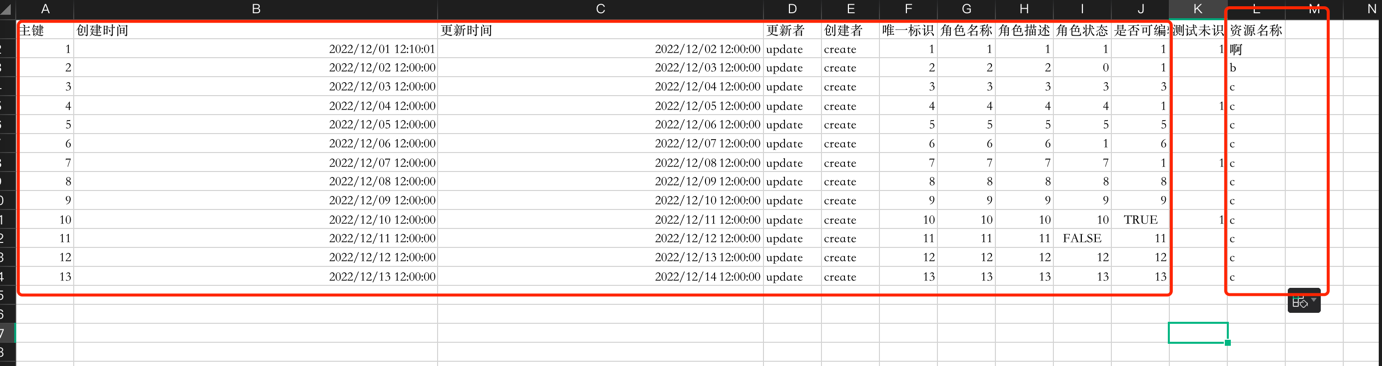 A B C D E F G H I J K L M N
主键 创建时间 更新时间 更新者 创建者 唯一标识 角色名称 角色描述 角色状态 是否可编辑 测试未识 资源名称
2 1 2022/12/01 12:10:01 2022/12/02 12:00:00 update create 1 1 1 1 1 1 啊
3 2 2022/12/02 12:00:00 2022/12/03 12:00:00 update create 2 2 2 0 1 b
3 2022/12/03 12:00:00 2022/12/04 12:00:00 update create 3 3 3 3 3 c
5 4 2022/12/04 12:00:00 2022/12/05 12:00:00 update create 4 4 4 4 1 1 c
5 2022/12/05 12:00:00 2022/12/06 12:00:00 update create 5 5 5 5 5 c
7 6 2022/12/06 12:00:00 2022/12/07 12:00:00 update create 6 6 6 1 6 c
8 7 2022/12/07 12:00:00 2022/12/08 12:00:00 update create 7 7 7 7 1 1 c
9 8 2022/12/08 12:00:00 2022/12/09 12:00:00 update create 8 8 8 8 8 c
0 9 2022/12/09 12:00:00 2022/12/10 12:00:00 update create 9 9 9 9 9 c
1 10 2022/12/10 12:00:00 2022/12/11 12:00:00 update create 10 10 10 10 TRUE 1 c
2 11 2022/12/11 12:00:00 2022/12/12 12:00:00 update create 11 11 11 FALSE 11 c
3 12 2022/12/12 12:00:00 2022/12/13 12:00:00 update create 12 12 12 12 12 c
4 13 2022/12/13 12:00:00 2022/12/14 12:00:00 update create 13 13 13 13 13 c
5
6
7
8